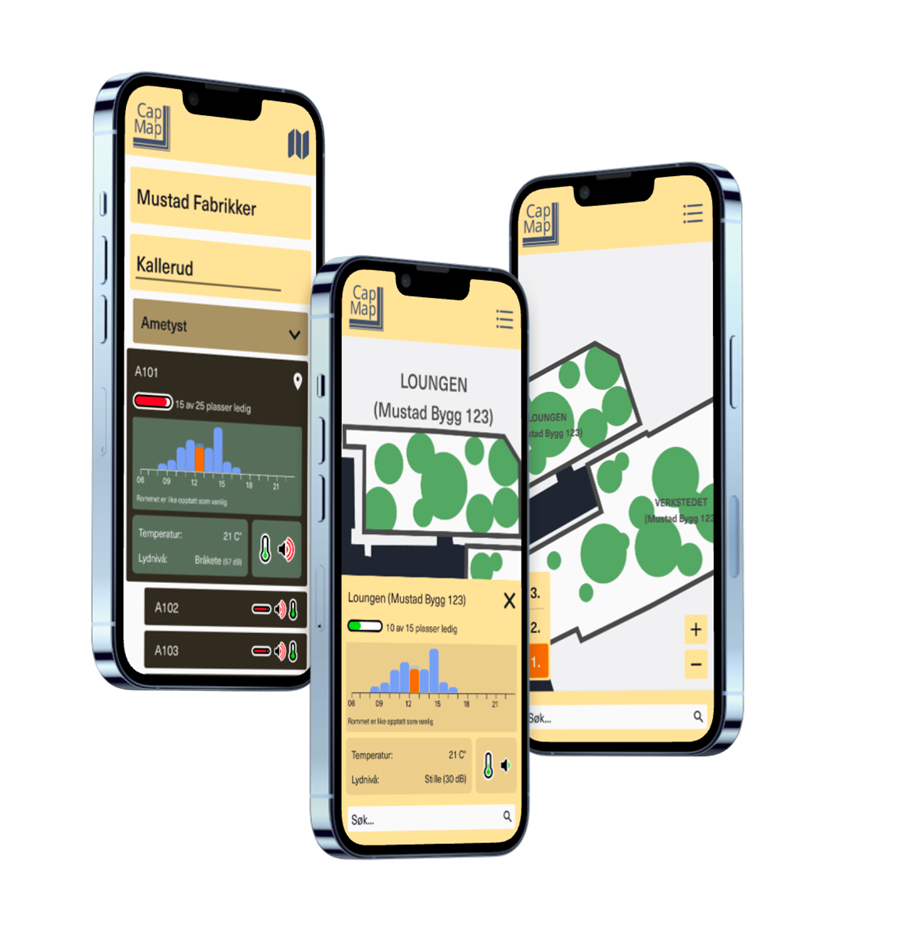 Cap
Map
Mustad Fabrikker
Kallerud
Ametyst
A101
15 av 25 plasser ledig
06 09 12 15 18 21
Rommet er like opptatt som vanlig
Temperatur: 21 C°
Lydnivå: Bråkete (57 dB)
A102
A103
Cap
Map
LOUNGEN
(Mustad Bygg 123)
Loungen (Mustad Bygg 123)
X
10 av 15 plasser ledig
06 09 12 15 18 21
Rommet er like opptatt som vanlig
Temperatur: 21 C°
Lydnivå: Stille (30 dB)
Søk...
Cap
Map
LOUNGEN
stad Bygg 123)
VERKSTEDET
(Mustad Bygg 123
3.
2.
1.
+
−
Søk...